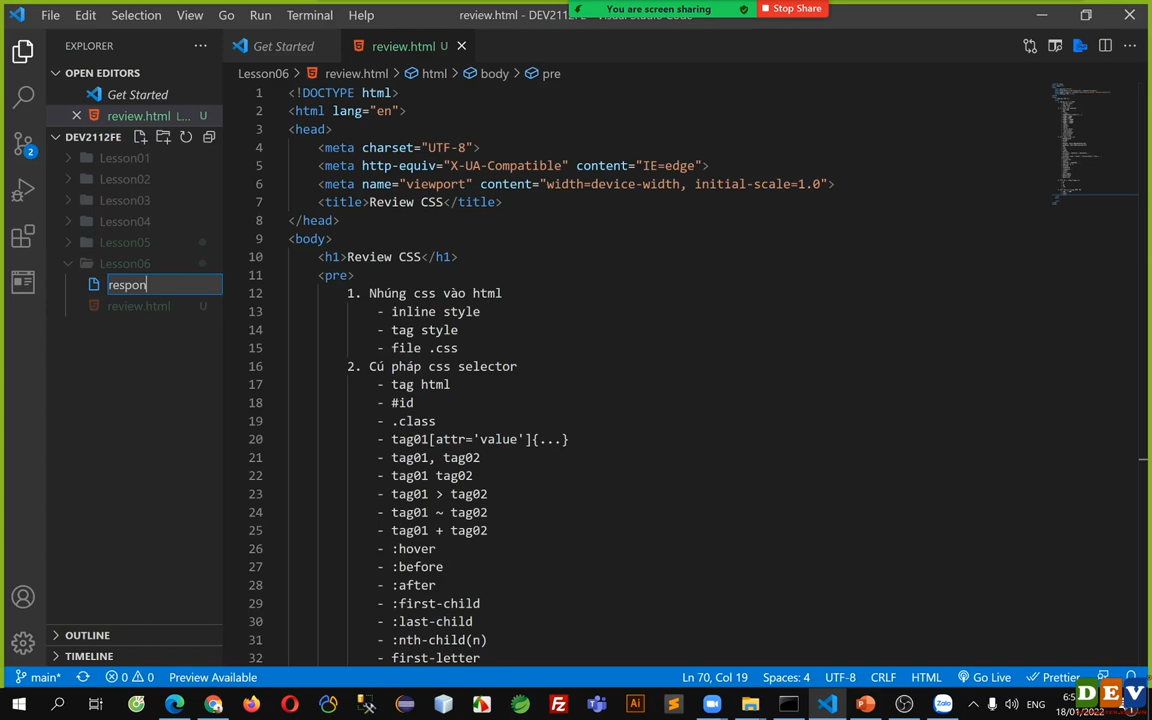 File Edit Selection View Go Run Terminal Help
review.html - DEV2112FE
You are screen sharing
Stop Share
EXPLORER
OPEN EDITORS
Get Started
review.html L... U
DEV2112FE
Lesson01
Lesson02
Lesson03
Lesson04
Lesson05
Lesson06
respon
review.html U
OUTLINE
TIMELINE
2
Get Started
review.html U
Lesson06 > review.html > html > body > pre
1 <!DOCTYPE html>
2 <html lang="en">
3 <head>
4 <meta charset="UTF-8">
5 <meta http-equiv="X-UA-Compatible" content="IE=edge">
6 <meta name="viewport" content="width=device-width, initial-scale=1.0">
7 <title>Review CSS</title>
8 </head>
9 <body>
10 <h1>Review CSS</h1>
11 <pre>
12 1. Nhúng css vào html
13 - inline style
14 - tag style
15 - file .css
16 2. Cú pháp css selector
17 - tag html
18 - #id
19 - .class
20 - tag01[attr='value']{...}
21 - tag01, tag02
22 - tag01 tag02
23 - tag01 > tag02
24 - tag01 ~ tag02
25 - tag01 + tag02
26 - :hover
27 - :before
28 - :after
29 - :first-child
30 - :last-child
31 - :nth-child(n)
32 - first-letter
main* 0 0 Preview Available
Ln 70, Col 19 Spaces: 4 UTF-8 CRLF HTML Go Live Prettier
ENG
18/01/2022
Zalo
DEV